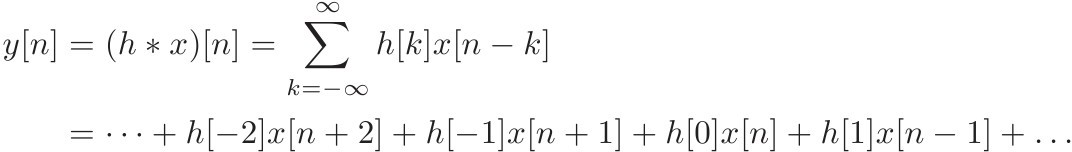 y[n] = (h ∗ x)[n] = ∑_{k=−∞}^{∞} h[k]x[n − k]
= ⋯ + h[−2]x[n + 2] + h[−1]x[n + 1] + h[0]x[n] + h[1]x[n − 1] + …